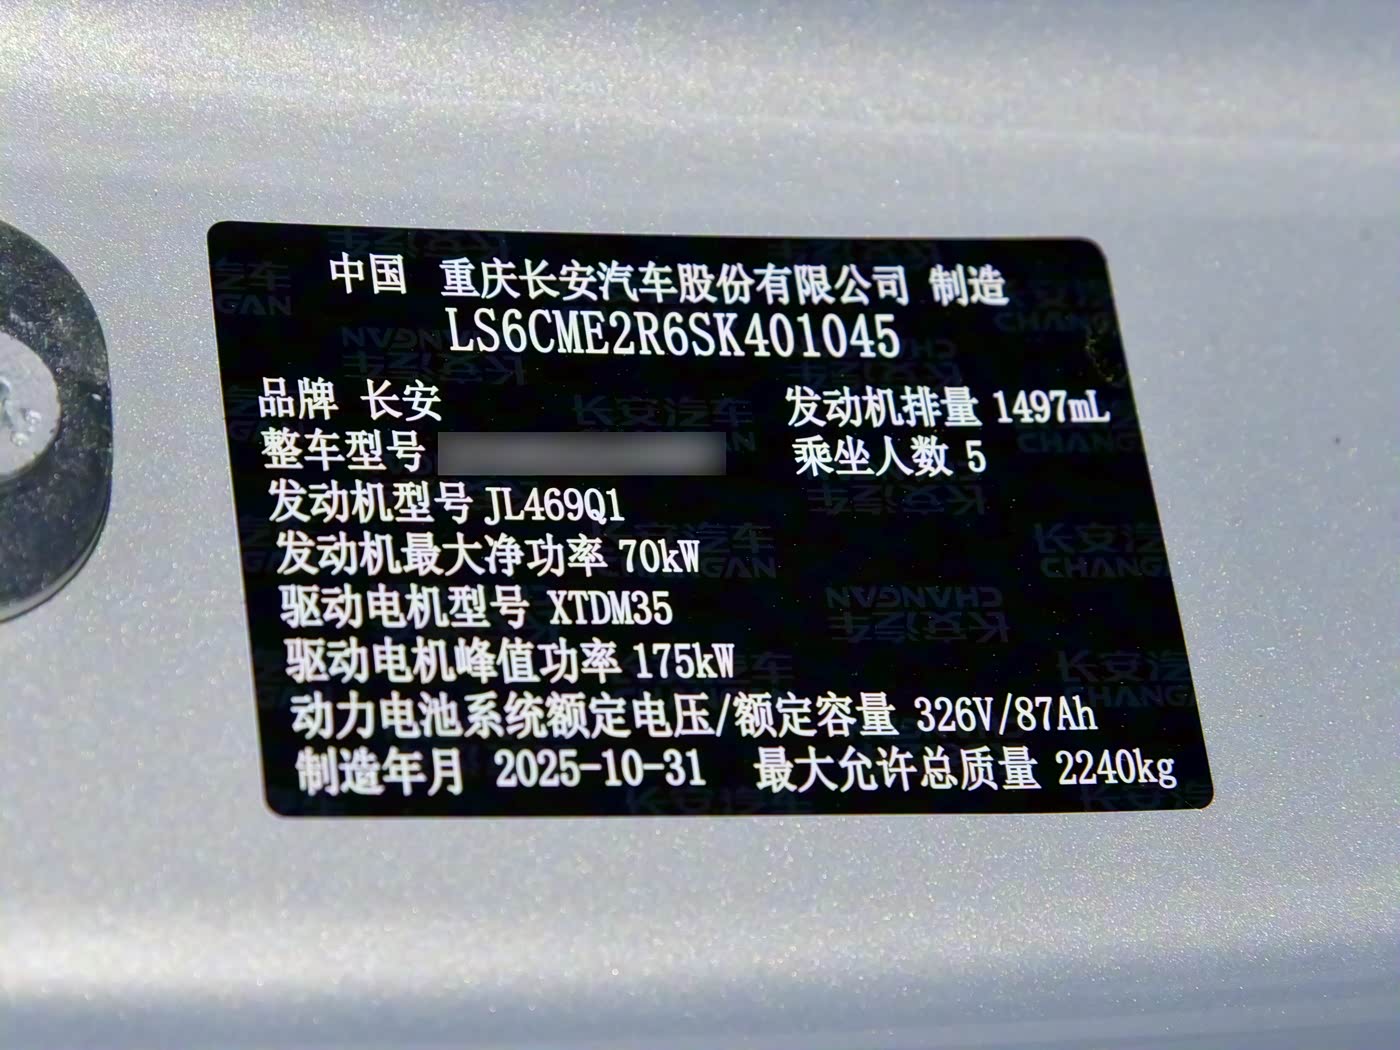 中国 重庆长安汽车股份有限公司 制造
LS6CME2R6SK401045
品牌 长安 发动机排量 1497mL
整车型号 乘坐人数 5
发动机型号 JL469Q1
发动机最大净功率 70kW
驱动电机型号 XTDM35
驱动电机峰值功率 175kW
动力电池系统额定电压/额定容量 326V/87Ah
制造年月 2025-10-31 最大允许总质量 2240kg